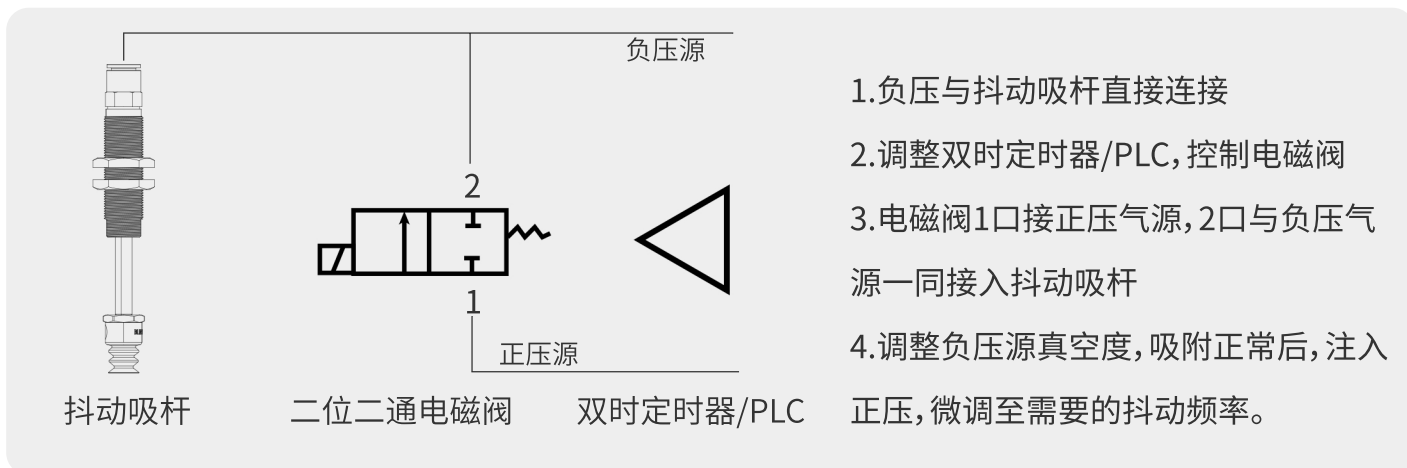 负压源
2
1
正压源
抖动吸杆
二位二通电磁阀
双时定时器/PLC
1.负压与抖动吸杆直接连接
2.调整双时定时器/PLC，控制电磁阀
3.电磁阀1口接正压气源，2口与负压气
源一同接入抖动吸杆
4.调整负压源真空度，吸附正常后，注入
正压，微调至需要的抖动频率。